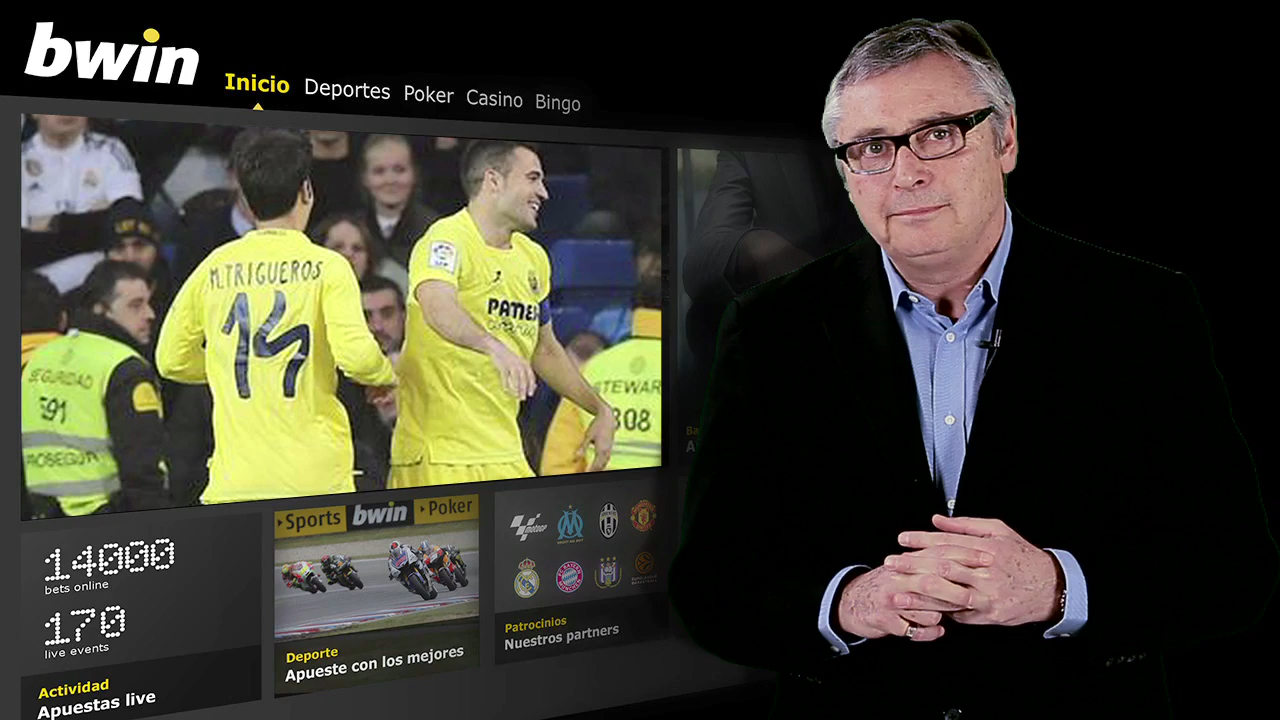 bwin
Inicio Deportes Poker Casino Bingo
M.TRIGUEROS
14
SEGURIDAD
591
PROSEGUR
PAMESA
STEWAR
308
14000
bets online
170
live events
Actividad
Apuestas live
Sports bwin Poker
Deporte
Apueste con los mejores
Patrocinios
Nuestros partners